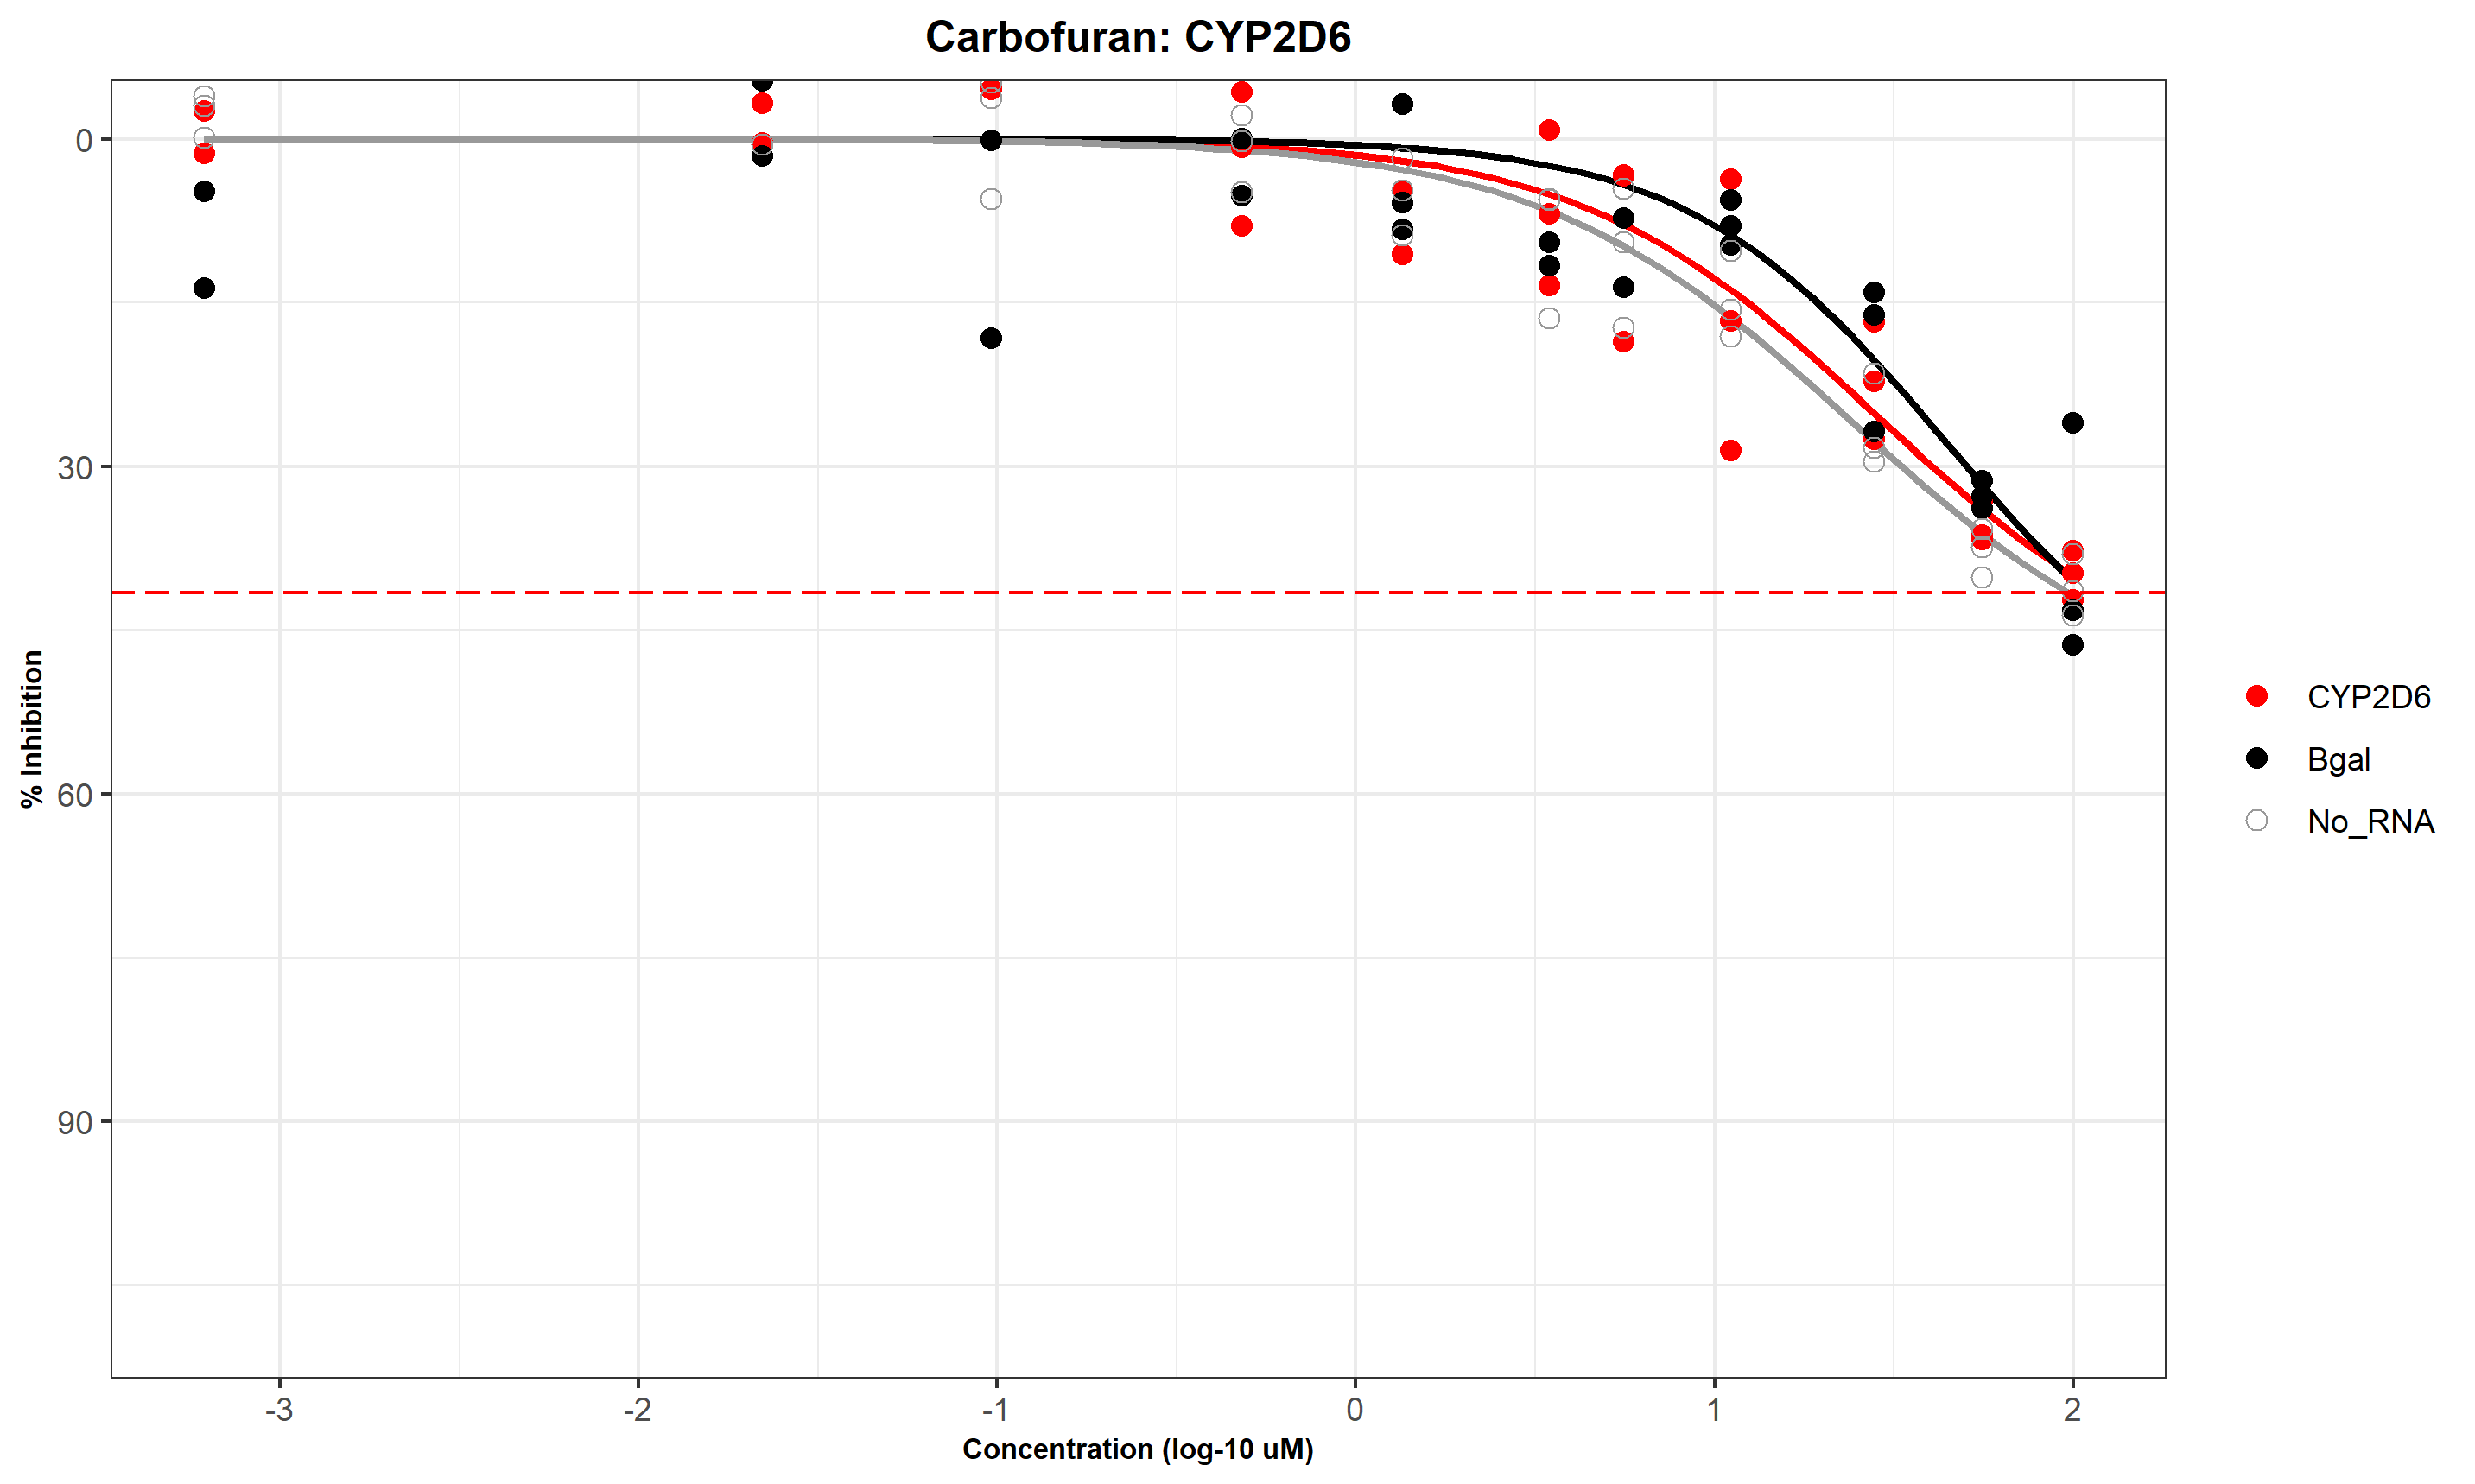 Carbofuran: CYP2D6
0
30
60
90
% Inhibition
-3
-2
-1
0
1
2
Concentration (log-10 uM)
CYP2D6
Bgal
No_RNA